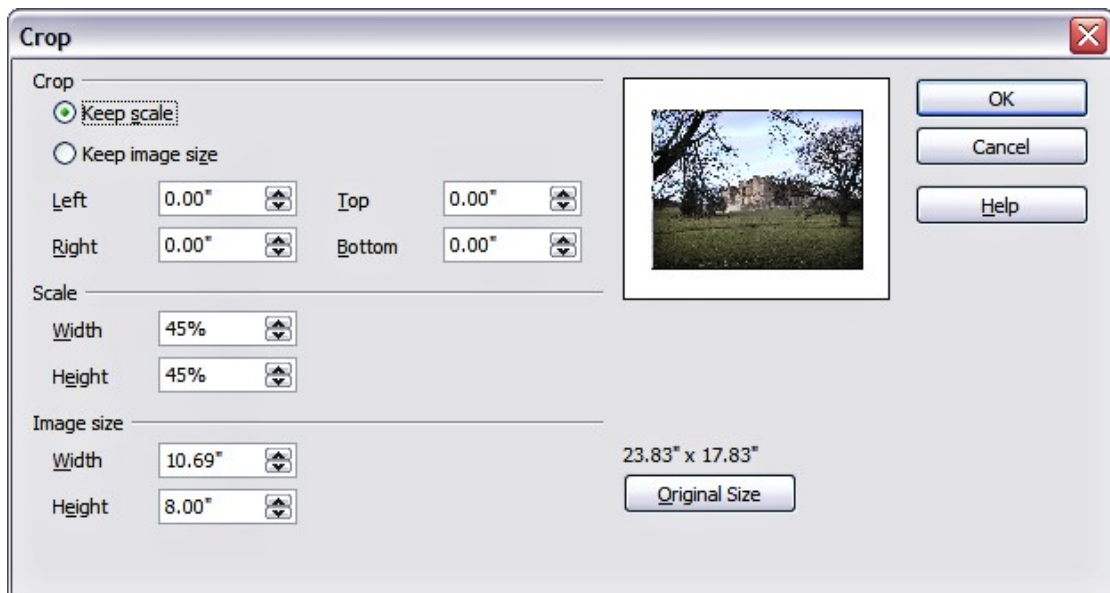 Crop
Crop
Keep scale
Keep image size
Left 0.00" Top 0.00"
Right 0.00" Bottom 0.00"
Scale
Width 45%
Height 45%
Image size
Width 10.69"
Height 8.00"
23.83" x 17.83"
Original Size
OK
Cancel
Help